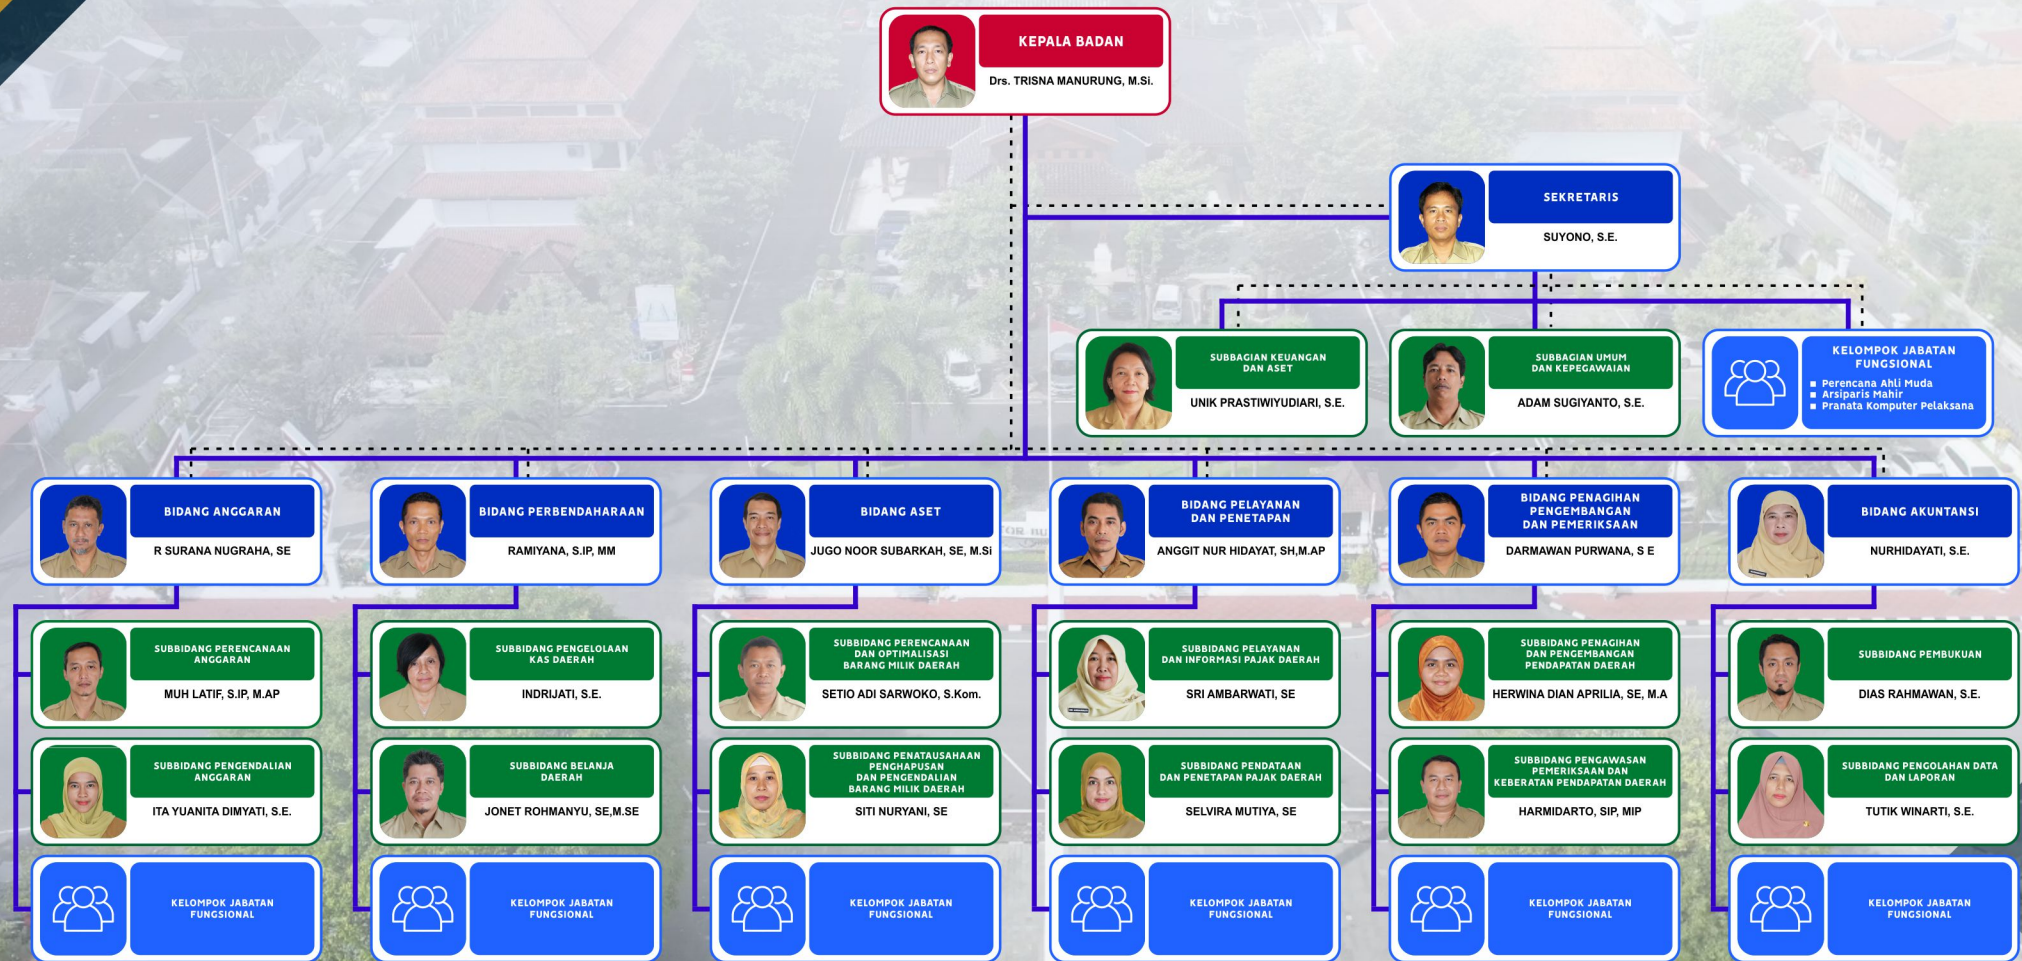 KEPALA BADAN
Drs. TRISNA MANURUNG, M.Si.
SEKRETARIS
SUYONO, S.E.
SUBBAGIAN KEUANGAN
DAN ASET
UNIK PRASTIWIYUDIARI, S.E.
SUBBAGIAN UMUM
DAN KEPEGAWAIAN
ADAM SUGIYANTO, S.E.
KELOMPOK JABATAN
FUNGSIONAL
Perencana Ahli Muda
Arsiparis Mahir
Pranata Komputer Pelaksana
BIDANG ANGGARAN
R SURANA NUGRAHA, SE
BIDANG PERBENDAHARAAN
RAMIYANA, S.IP, MM
BIDANG ASET
JUGO NOOR SUBARKAH, SE, M.Si
BIDANG PELAYANAN
DAN PENETAPAN
ANGGIT NUR HIDAYAT, SH,M.AP
BIDANG PENAGIHAN
PENGEMBANGAN
DAN PEMERIKSAAN
DARMAWAN PURWANA, S E
BIDANG AKUNTANSI
NURHIDAYATI, S.E.
SUBBIDANG PERENCANAAN
ANGGARAN
MUH LATIF, S.IP, M.AP
SUBBIDANG PENGELOLAAN
KAS DAERAH
INDRIJATI, S.E.
SUBBIDANG PERENCANAAN
DAN OPTIMALISASI
BARANG MILIK DAERAH
SETIO ADI SARWOKO, S.Kom.
SUBBIDANG PELAYANAN
DAN INFORMASI PAJAK DAERAH
SRI AMBARWATI, SE
SUBBIDANG PENAGIHAN
DAN PENGEMBANGAN
PENDAPATAN DAERAH
HERWINA DIAN APRILIA, SE, M.A
SUBBIDANG PEMBUKUAN
DIAS RAHMAWAN, S.E.
SUBBIDANG PENGENDALIAN
ANGGARAN
ITA YUANITA DIMYATI, S.E.
SUBBIDANG BELANJA
DAERAH
JONET ROHMANYU, SE,M.SE
SUBBIDANG PENATAUSAHAAN
PENGHAPUSAN
DAN PENGENDALIAN
BARANG MILIK DAERAH
SITI NURYANI, SE
SUBBIDANG PENDATAAN
DAN PENETAPAN PAJAK DAERAH
SELVIRA MUTIYA, SE
SUBBIDANG PENGAWASAN
PEMERIKSAAN DAN
KEBERATAN PENDAPATAN DAERAH
HARMIDARTO, SIP, MIP
SUBBIDANG PENGOLAHAN DATA
DAN LAPORAN
TUTIK WINARTI, S.E.
KELOMPOK JABATAN
FUNGSIONAL
KELOMPOK JABATAN
FUNGSIONAL
KELOMPOK JABATAN
FUNGSIONAL
KELOMPOK JABATAN
FUNGSIONAL
KELOMPOK JABATAN
FUNGSIONAL
KELOMPOK JABATAN
FUNGSIONAL